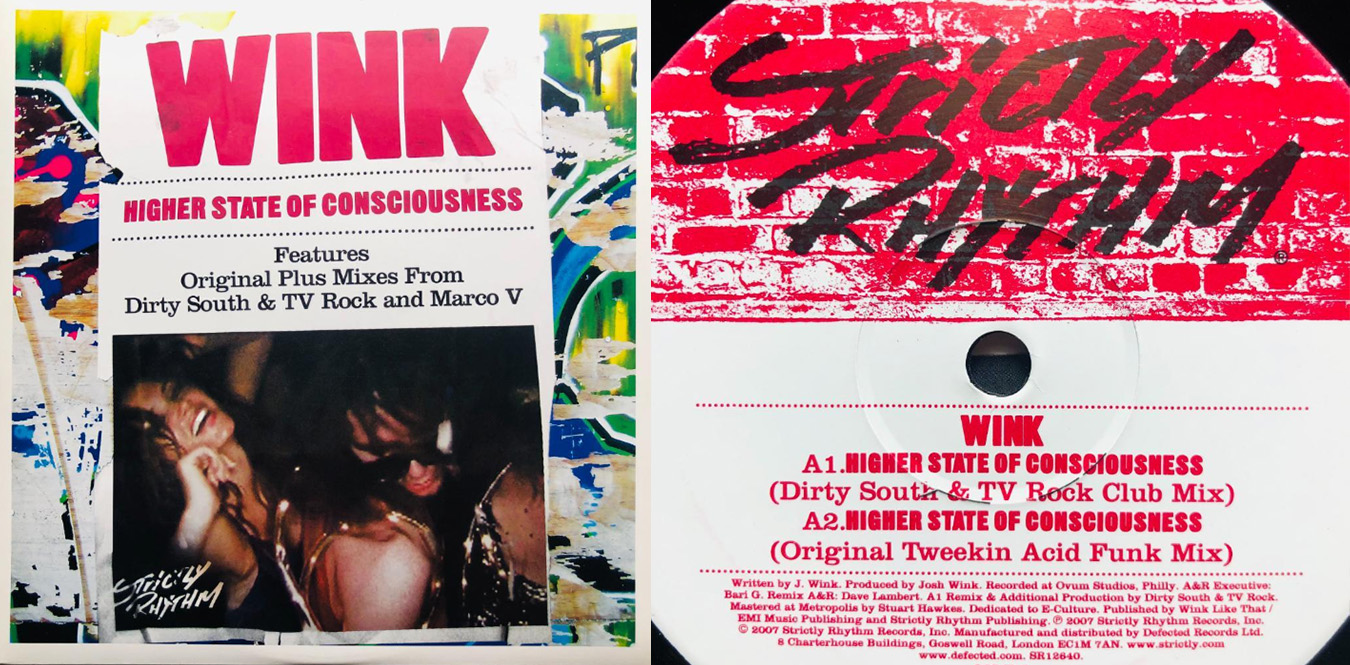 WINK
HIGHER STATE OF CONSCIOUSNESS
Features
Original Plus Mixes From
Dirty South & TV Rock and Marco V
STRICTLY
RHYTHM
STRICTLY
RHYTHM®
WINK
A1.HIGHER STATE OF CONSCIOUSNESS
(Dirty South & TV Rock Club Mix)
A2.HIGHER STATE OF CONSCIOUSNESS
(Original Tweekin Acid Funk Mix)
Written by J. Wink. Produced by Josh Wink. Recorded at Ovum Studios, Philly. A&R Executive:
Bari G. Remix A&R: Dave Lambert. A1 Remix & Additional Production by Dirty South & TV Rock.
Mastered at Metropolis by Stuart Hawkes. Dedicated to E-Culture. Published by Wink Like That /
EMI Music Publishing and Strictly Rhythm Publishing. ℗ 2007 Strictly Rhythm Records, Inc.
© 2007 Strictly Rhythm Records, Inc. Manufactured and distributed by Defected Records Ltd.
8 Charterhouse Buildings, Goswell Road, London EC1M 7AN. www.strictly.com
www.defected.com. SR12640.